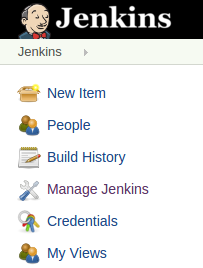 Jenkins
Jenkins
New Item
People
Build History
Manage Jenkins
Credentials
My Views